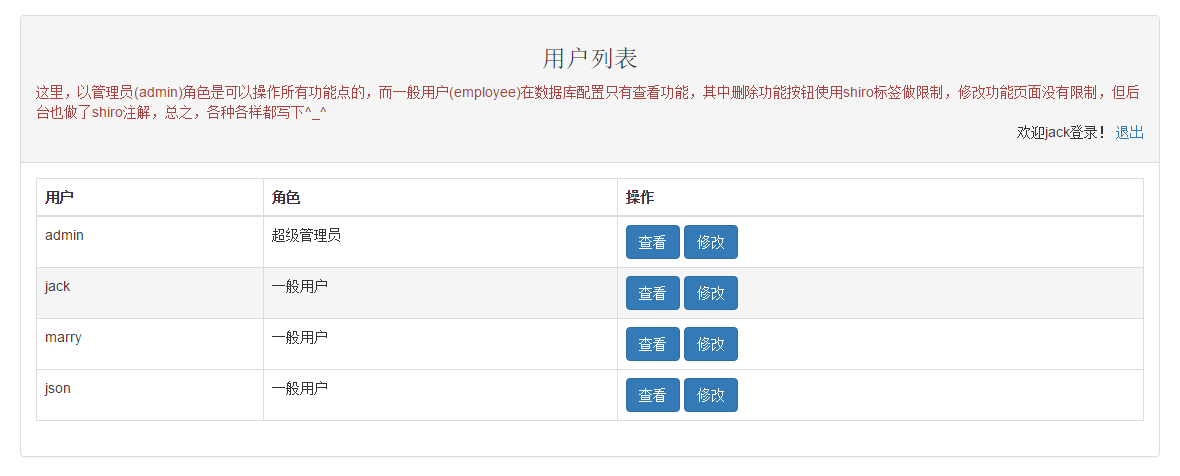 用户列表
这里，以管理员(admin)角色是可以操作所有功能点的，而一般用户(employee)在数据库配置只有查看功能，其中删除功能按钮使用shiro标签做限制，修改功能页面没有限制，但后
台也做了shiro注解，总之，各种各样都写下^_^
欢迎jack登录！ 退出
用户 角色 操作
admin 超级管理员 查看 修改
jack 一般用户 查看 修改
marry 一般用户 查看 修改
json 一般用户 查看 修改